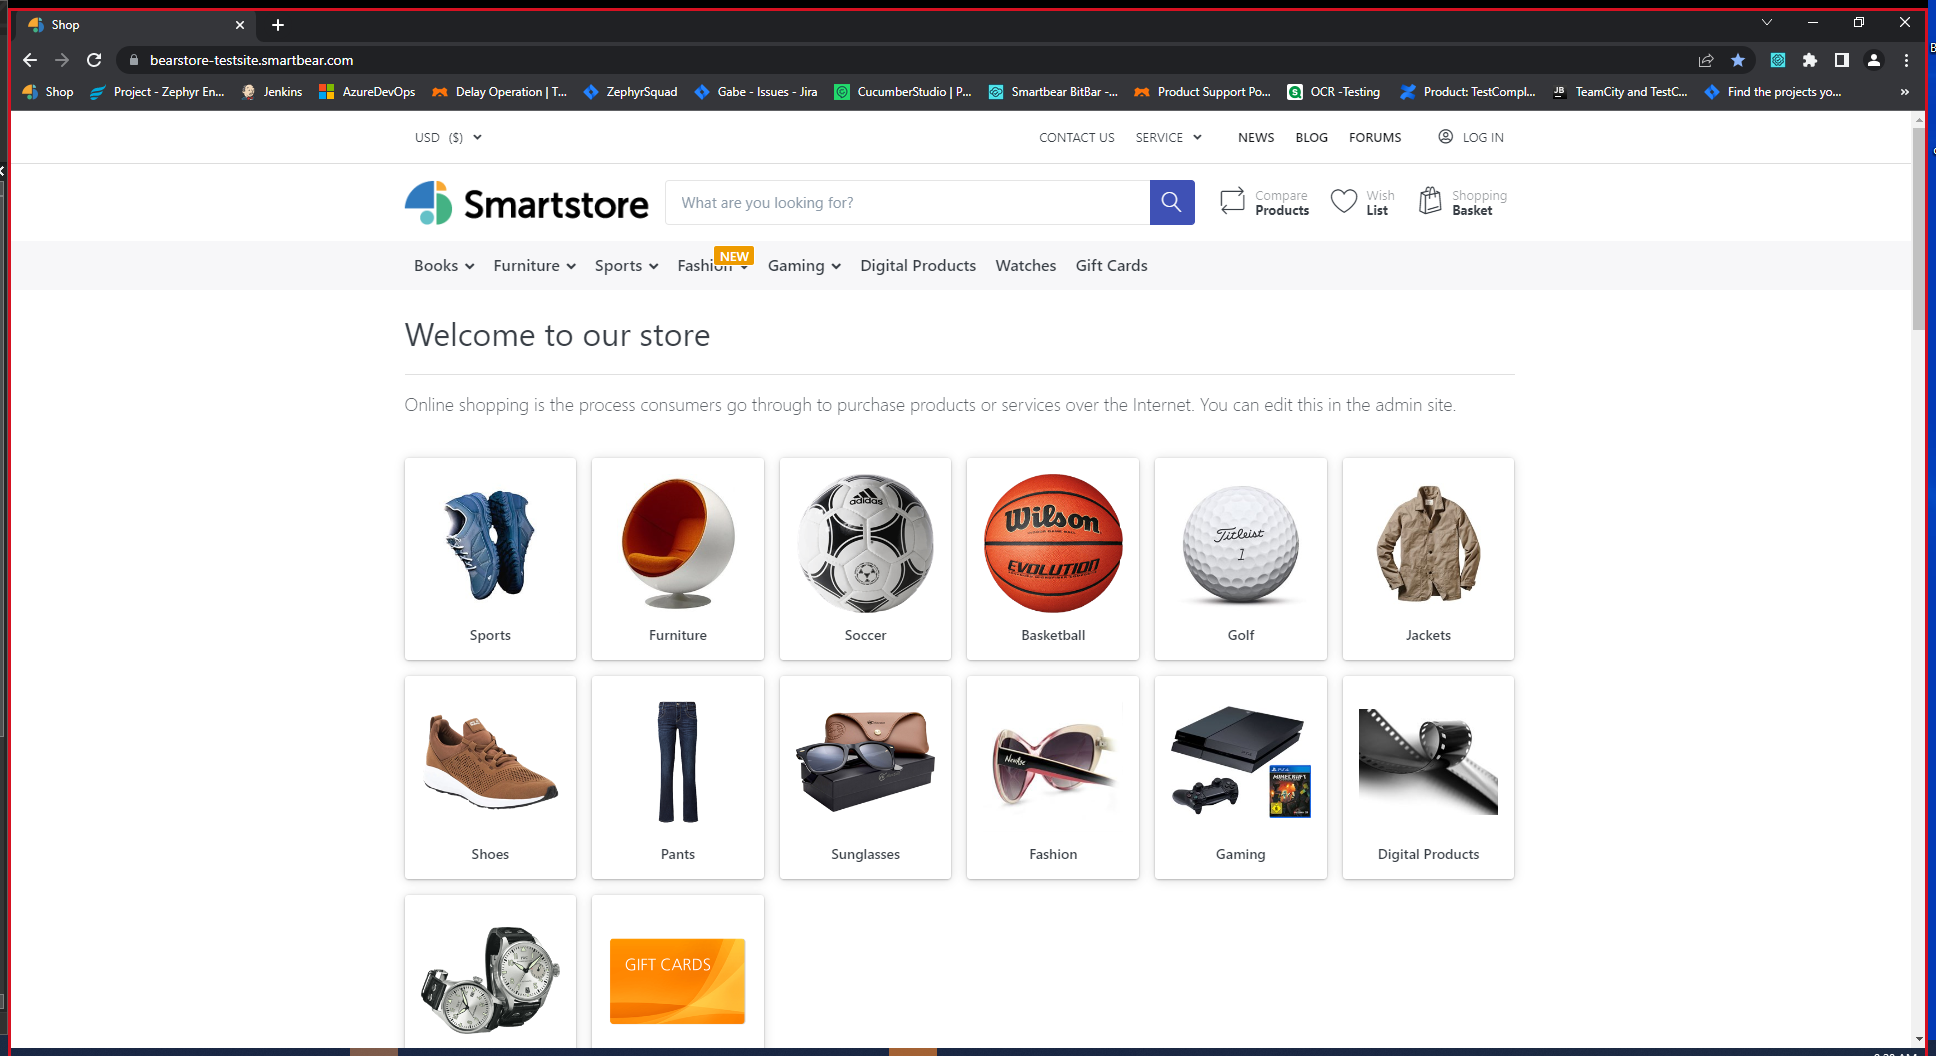 Shop
bearstore-testsite.smartbear.com
Shop
Project - Zephyr En...
Jenkins
AzureDevOps
Delay Operation | T...
ZephyrSquad
Gabe - Issues - Jira
CucumberStudio | P...
Smartbear BitBar -...
Product Support Po...
OCR -Testing
Product: TestCompl...
TeamCity and TestC...
Find the projects yo...
USD ($)
CONTACT US
SERVICE
NEWS
BLOG
FORUMS
LOG IN
Smartstore
What are you looking for?
Compare
Products
Wish
List
Shopping
Basket
NEW
Books
Furniture
Sports
Fashion
Gaming
Digital Products
Watches
Gift Cards
Welcome to our store
Online shopping is the process consumers go through to purchase products or services over the Internet. You can edit this in the admin site.
adidas
Wilson
EVOLUTION
Titleist
1
Sports
Furniture
Soccer
Basketball
Golf
Jackets
MINECRAFT
Shoes
Pants
Sunglasses
Fashion
Gaming
Digital Products
GIFT CARDS